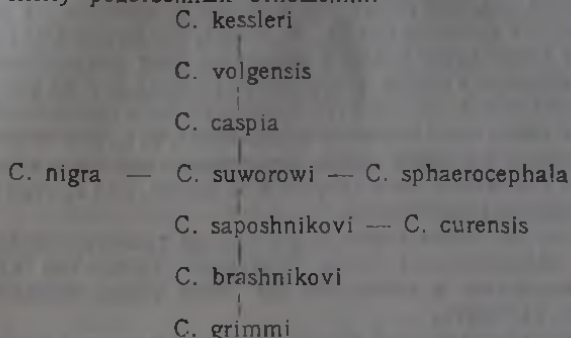 C. kessleri
C. volgensis
C. caspia
C. nigra — C. suworowi — C. sphaerocephala
C. saposhnikovi — C. curensis
C. brashnikovi
C. grimmi